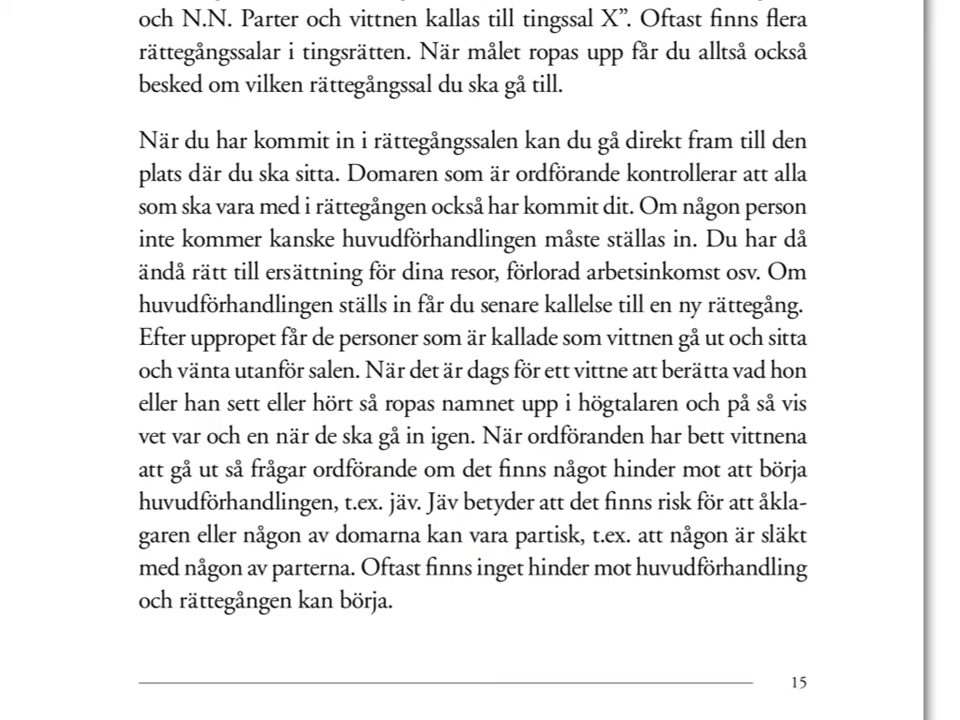 och N.N. Parter och vittnen kallas till tingssal X”. Oftast finns flera
rättegångssalar i tingsrätten. När målet ropas upp får du alltså också
besked om vilken rättegångssal du ska gå till.
När du har kommit in i rättegångssalen kan du gå direkt fram till den
plats där du ska sitta. Domaren som är ordförande kontrollerar att alla
som ska vara med i rättegången också har kommit dit. Om någon person
inte kommer kanske huvudförhandlingen måste ställas in. Du har då
ändå rätt till ersättning för dina resor, förlorad arbetsinkomst osv. Om
huvudförhandlingen ställs in får du senare kallelse till en ny rättegång.
Efter uppropet får de personer som är kallade som vittnen gå ut och sitta
och vänta utanför salen. När det är dags för ett vittne att berätta vad hon
eller han sett eller hört så ropas namnet upp i högtalaren och på så vis
vet var och en när de ska gå in igen. När ordföranden har bett vittnena
att gå ut så frågar ordförande om det finns något hinder mot att börja
huvudförhandlingen, t.ex. jäv. Jäv betyder att det finns risk för att åkla-
garen eller någon av domarna kan vara partisk, t.ex. att någon är släkt
med någon av parterna. Oftast finns inget hinder mot huvudförhandling
och rättegången kan börja.
15